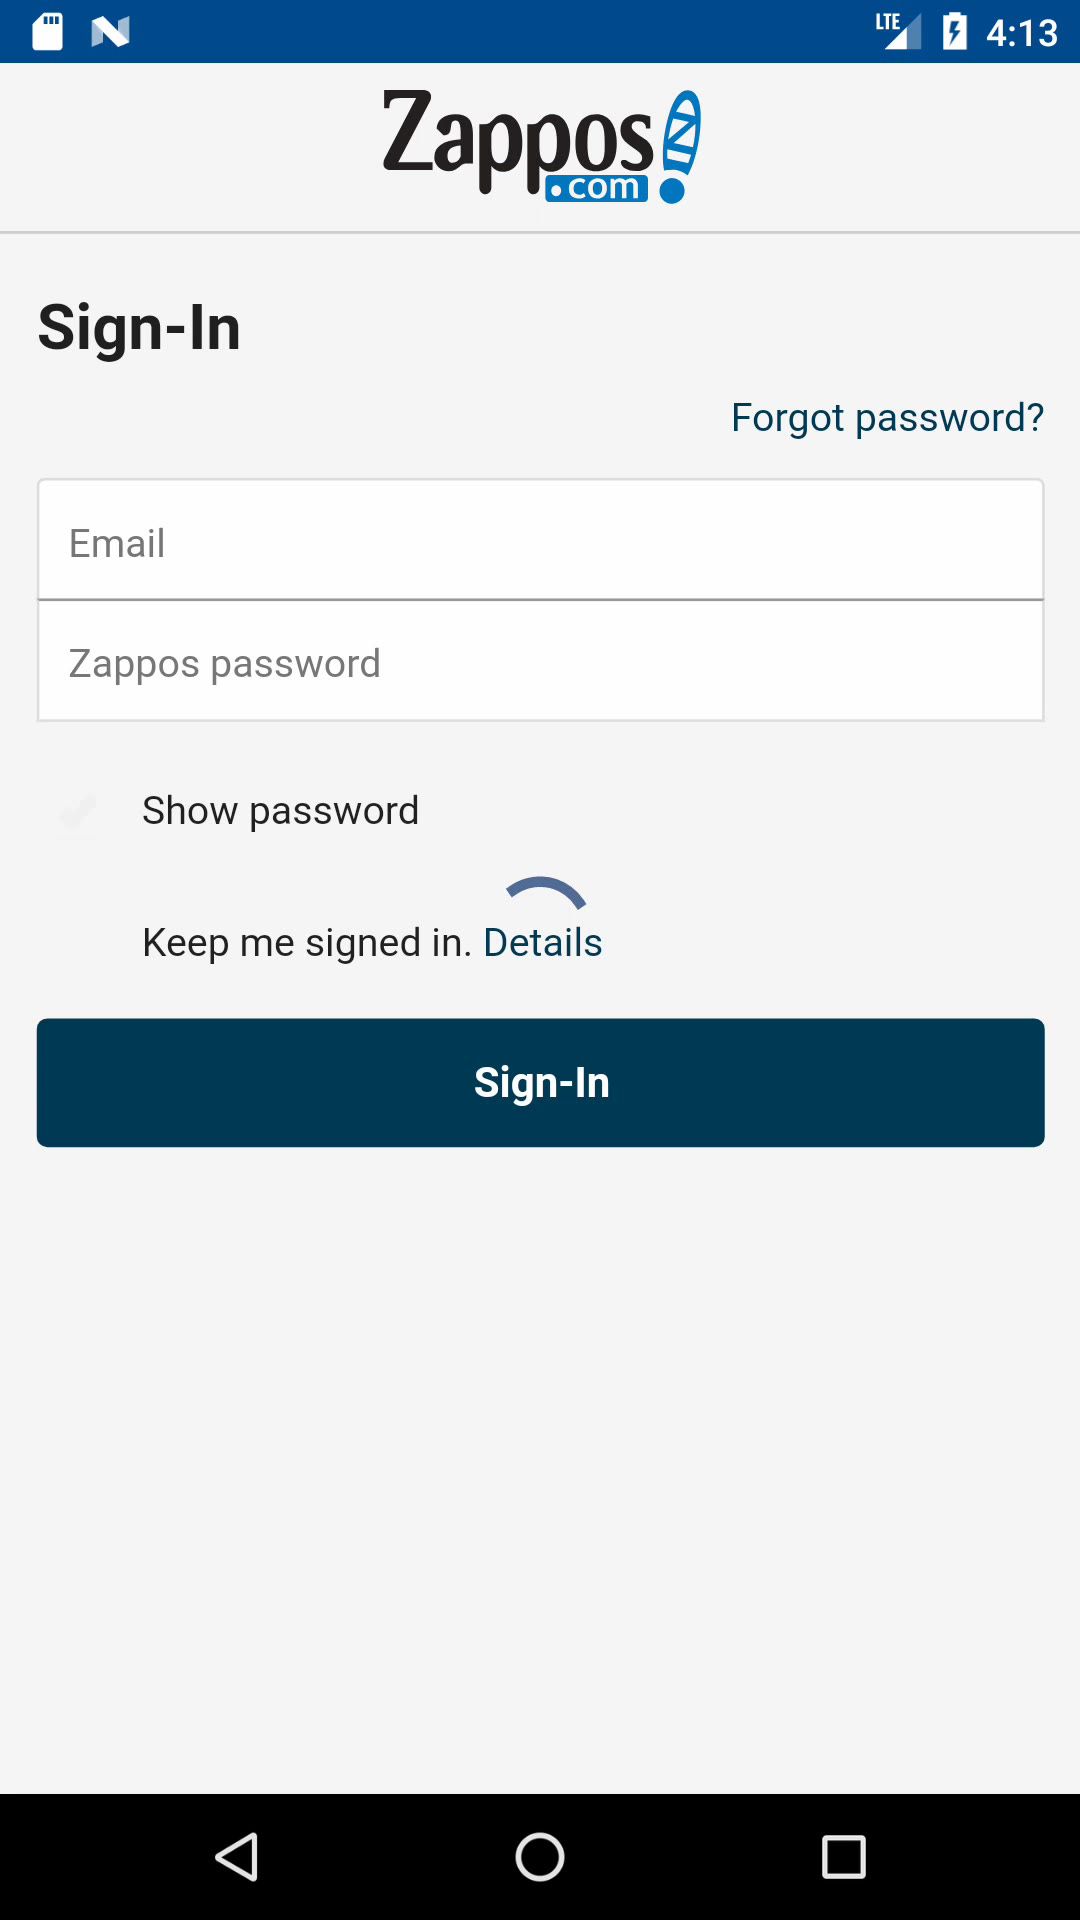 LTE 4:13
Zappos
.com
Sign-In
Forgot password?
Email
Zappos password
Show password
Keep me signed in. Details
Sign-In